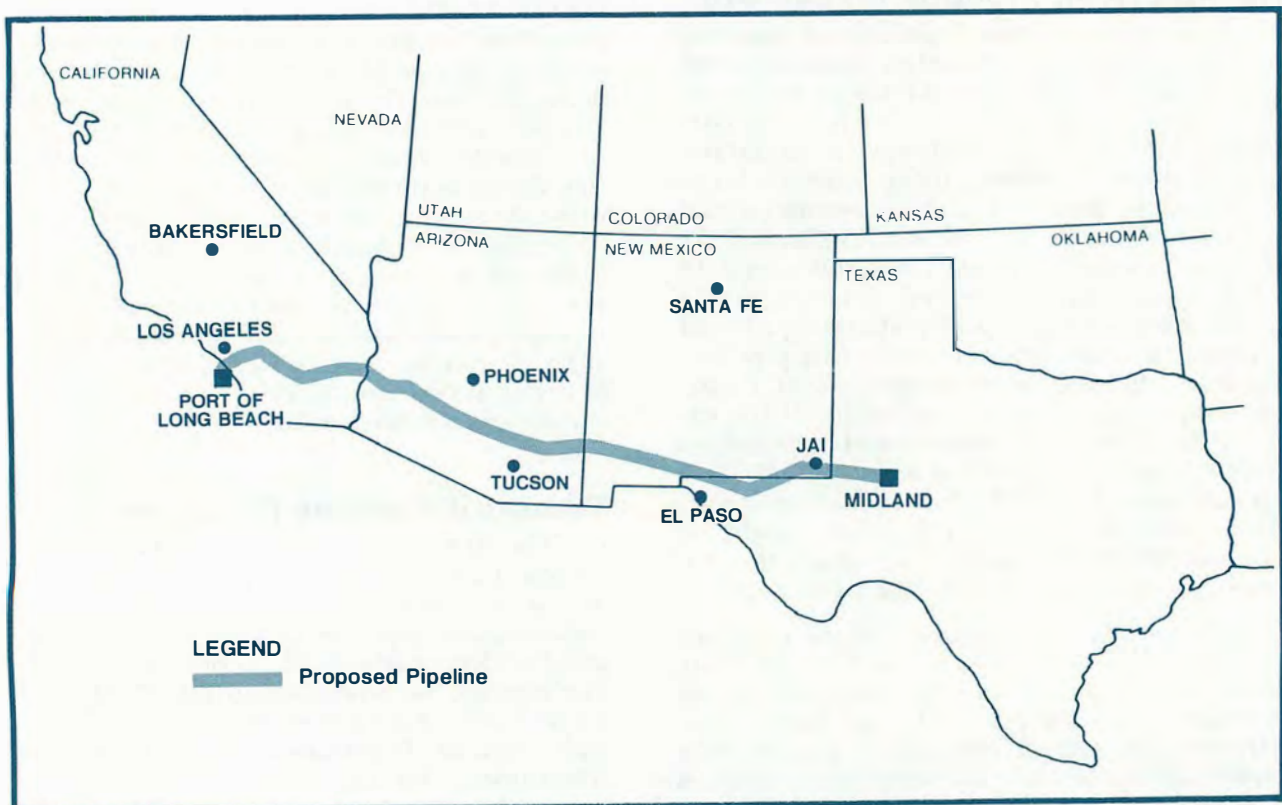 CALIFORNIA
NEVADA
UTAH
COLORADO
KANSAS
ARIZONA
NEW MEXICO
OKLAHOMA
TEXAS
BAKERSFIELD
SANTA FE
LOS ANGELES
PHOENIX
PORT OF
LONG BEACH
JAI
TUCSON
MIDLAND
EL PASO
LEGEND
Proposed Pipeline